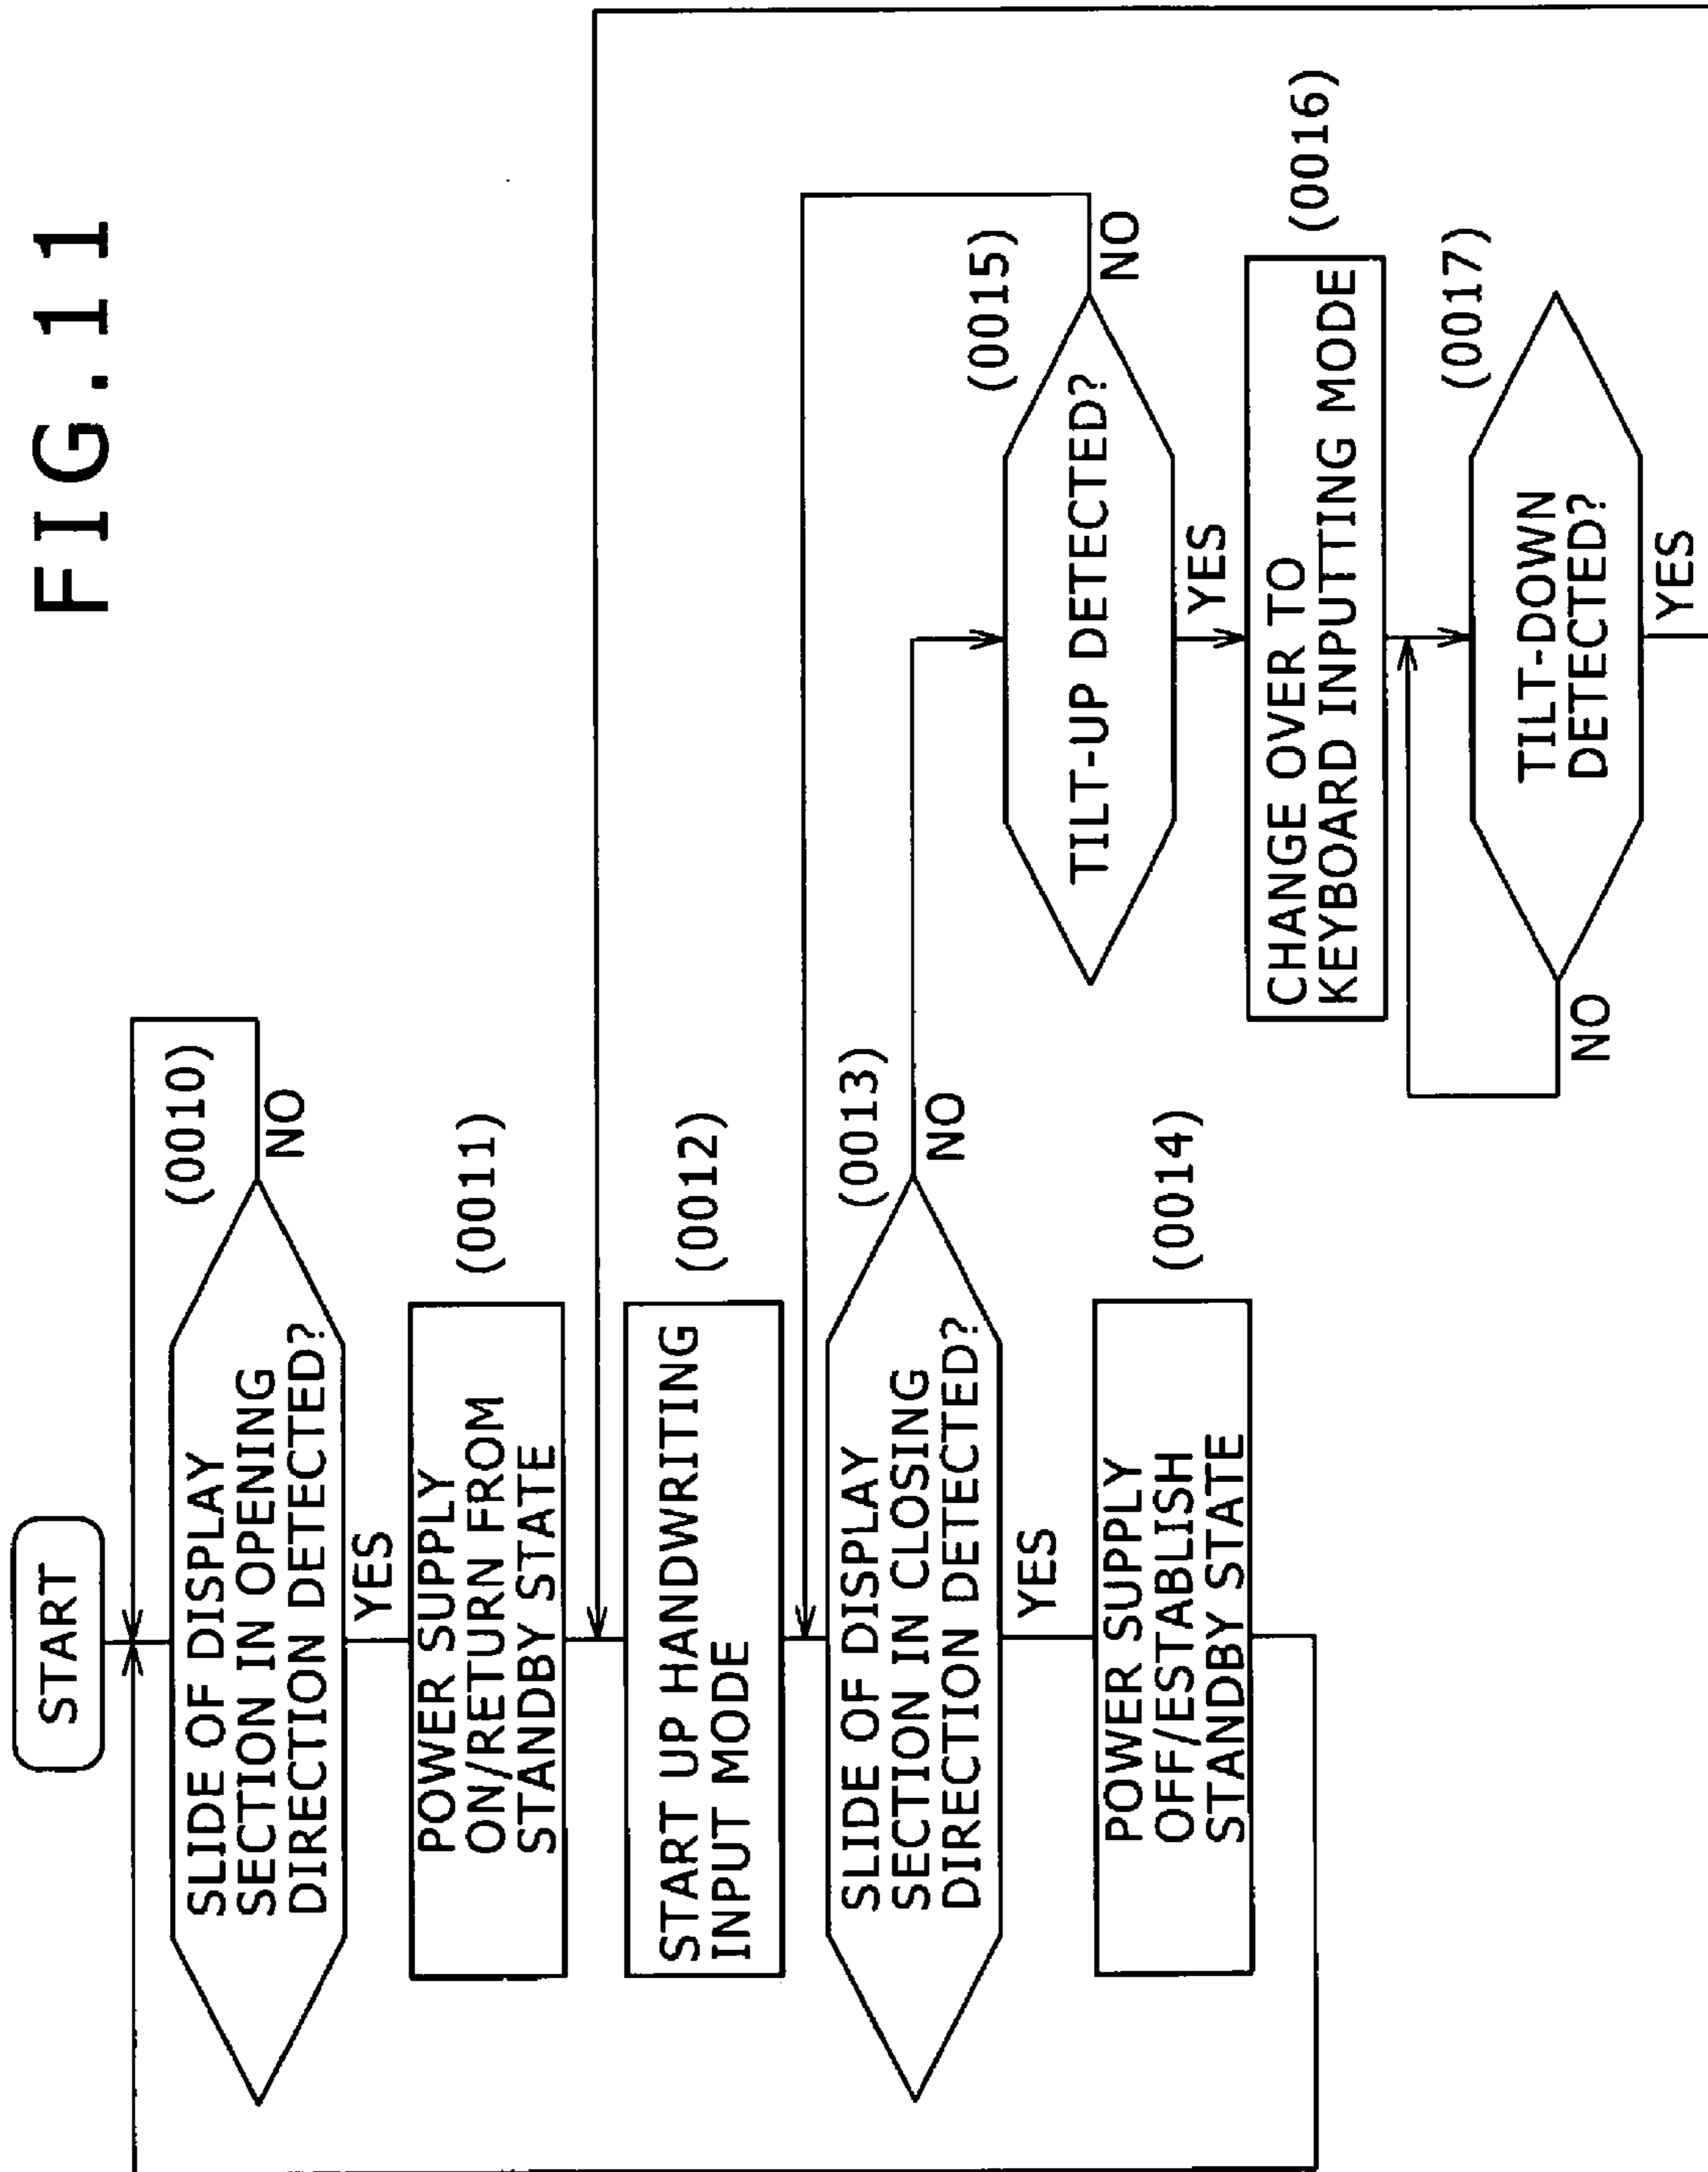 FIG.11
START
SLIDE OF DISPLAY
SECTION IN OPENING
DIRECTION DETECTED?
(0010)
NO
YES
POWER SUPPLY
ON/RETURN FROM
STANDBY STATE
(0011)
START UP HANDWRITING
INPUT MODE
(0012)
SLIDE OF DISPLAY
SECTION IN CLOSING
DIRECTION DETECTED?
(0013)
NO
YES
POWER SUPPLY
OFF/ESTABLISH
STANDBY STATE
(0014)
TILT-UP DETECTED?
(0015)
NO
YES
CHANGE OVER TO
KEYBOARD INPUTTING MODE
(0016)
TILT-DOWN
DETECTED?
(0017)
NO
YES